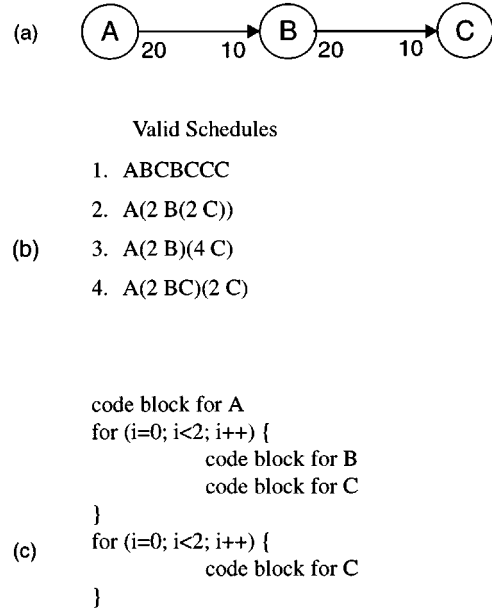 (a) A B C
20 10 20 10
Valid Schedules
1. ABCBCCC
2. A(2 B(2 C))
(b) 3. A(2 B)(4 C)
4. A(2 BC)(2 C)
code block for A
for (i=0; i<2; i++) {
code block for B
code block for C
}
(c) for (i=0; i<2; i++) {
code block for C
}